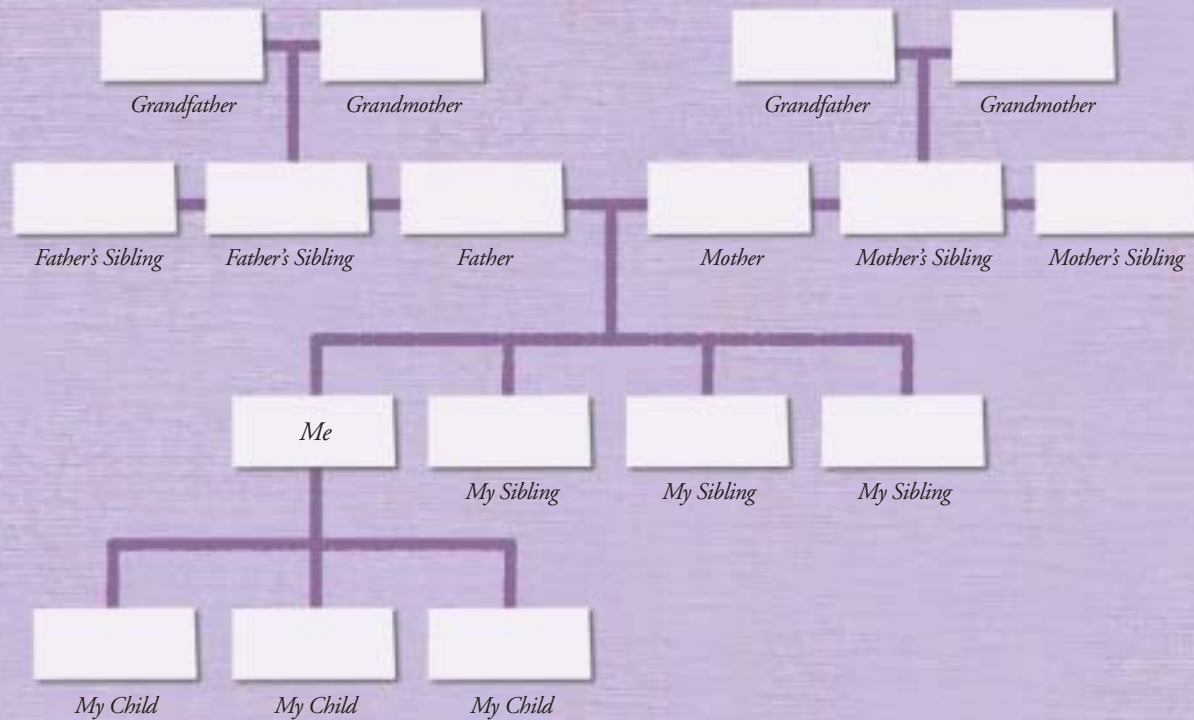 Grandfather Grandmother Grandfather Grandmother
Father's Sibling Father's Sibling Father Mother Mother's Sibling Mother's Sibling
Me
My Sibling My Sibling My Sibling
My Child My Child My Child